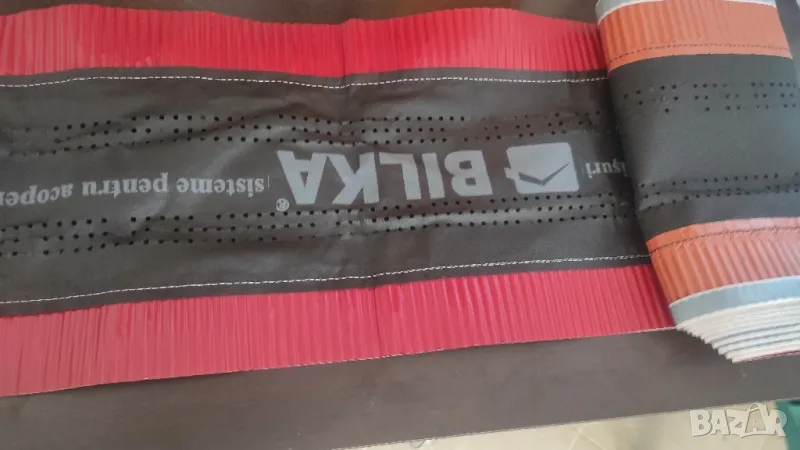 sisteme pentru acoper
BILKA®
BAZAR